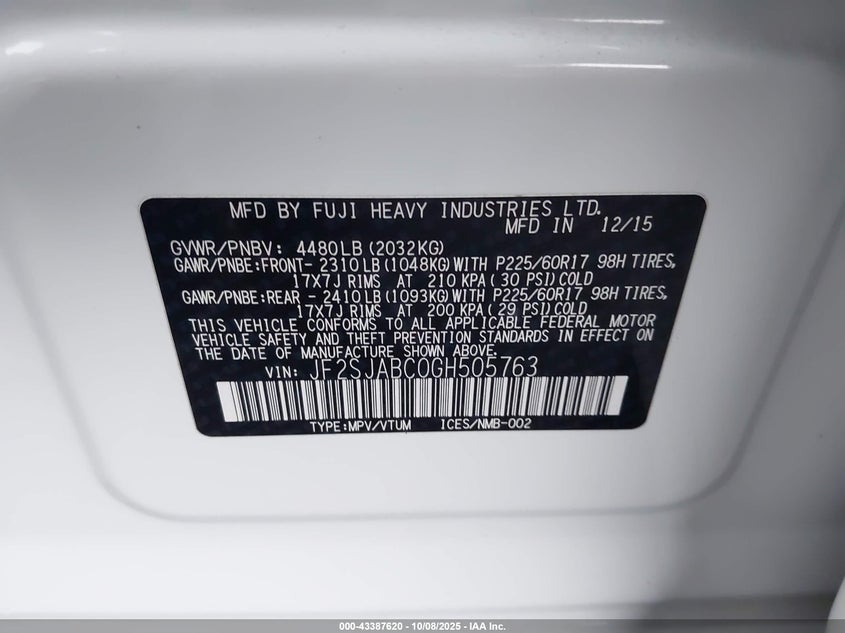 MFD BY FUJI HEAVY INDUSTRIES LTD.
MFD IN 12/15
GVWR/PNBV: 4480LB (2032KG)
GAWR/PNBE:FRONT- 2310LB (1048KG) WITH P225/60R17 98H TIRES,
17X7J RIMS AT 210 KPA ( 30 PSI) COLD
GAWR/PNBE:REAR - 2410LB (1093KG) WITH P225/60R17 98H TIRES,
17X7J RIMS AT 200 KPA ( 29 PSI) COLD
THIS VEHICLE CONFORMS TO ALL APPLICABLE FEDERAL MOTOR
VEHICLE SAFETY AND THEFT PREVENTION STANDARDS IN EFFECT ON
THE DATE OF MANUFACTURE SHOWN ABOVE.
VIN: JF2SJABC0GH505763
TYPE:MPV/VTUM ICES/NMB-002
000-43387620 - 10/08/2025 - IAA Inc.